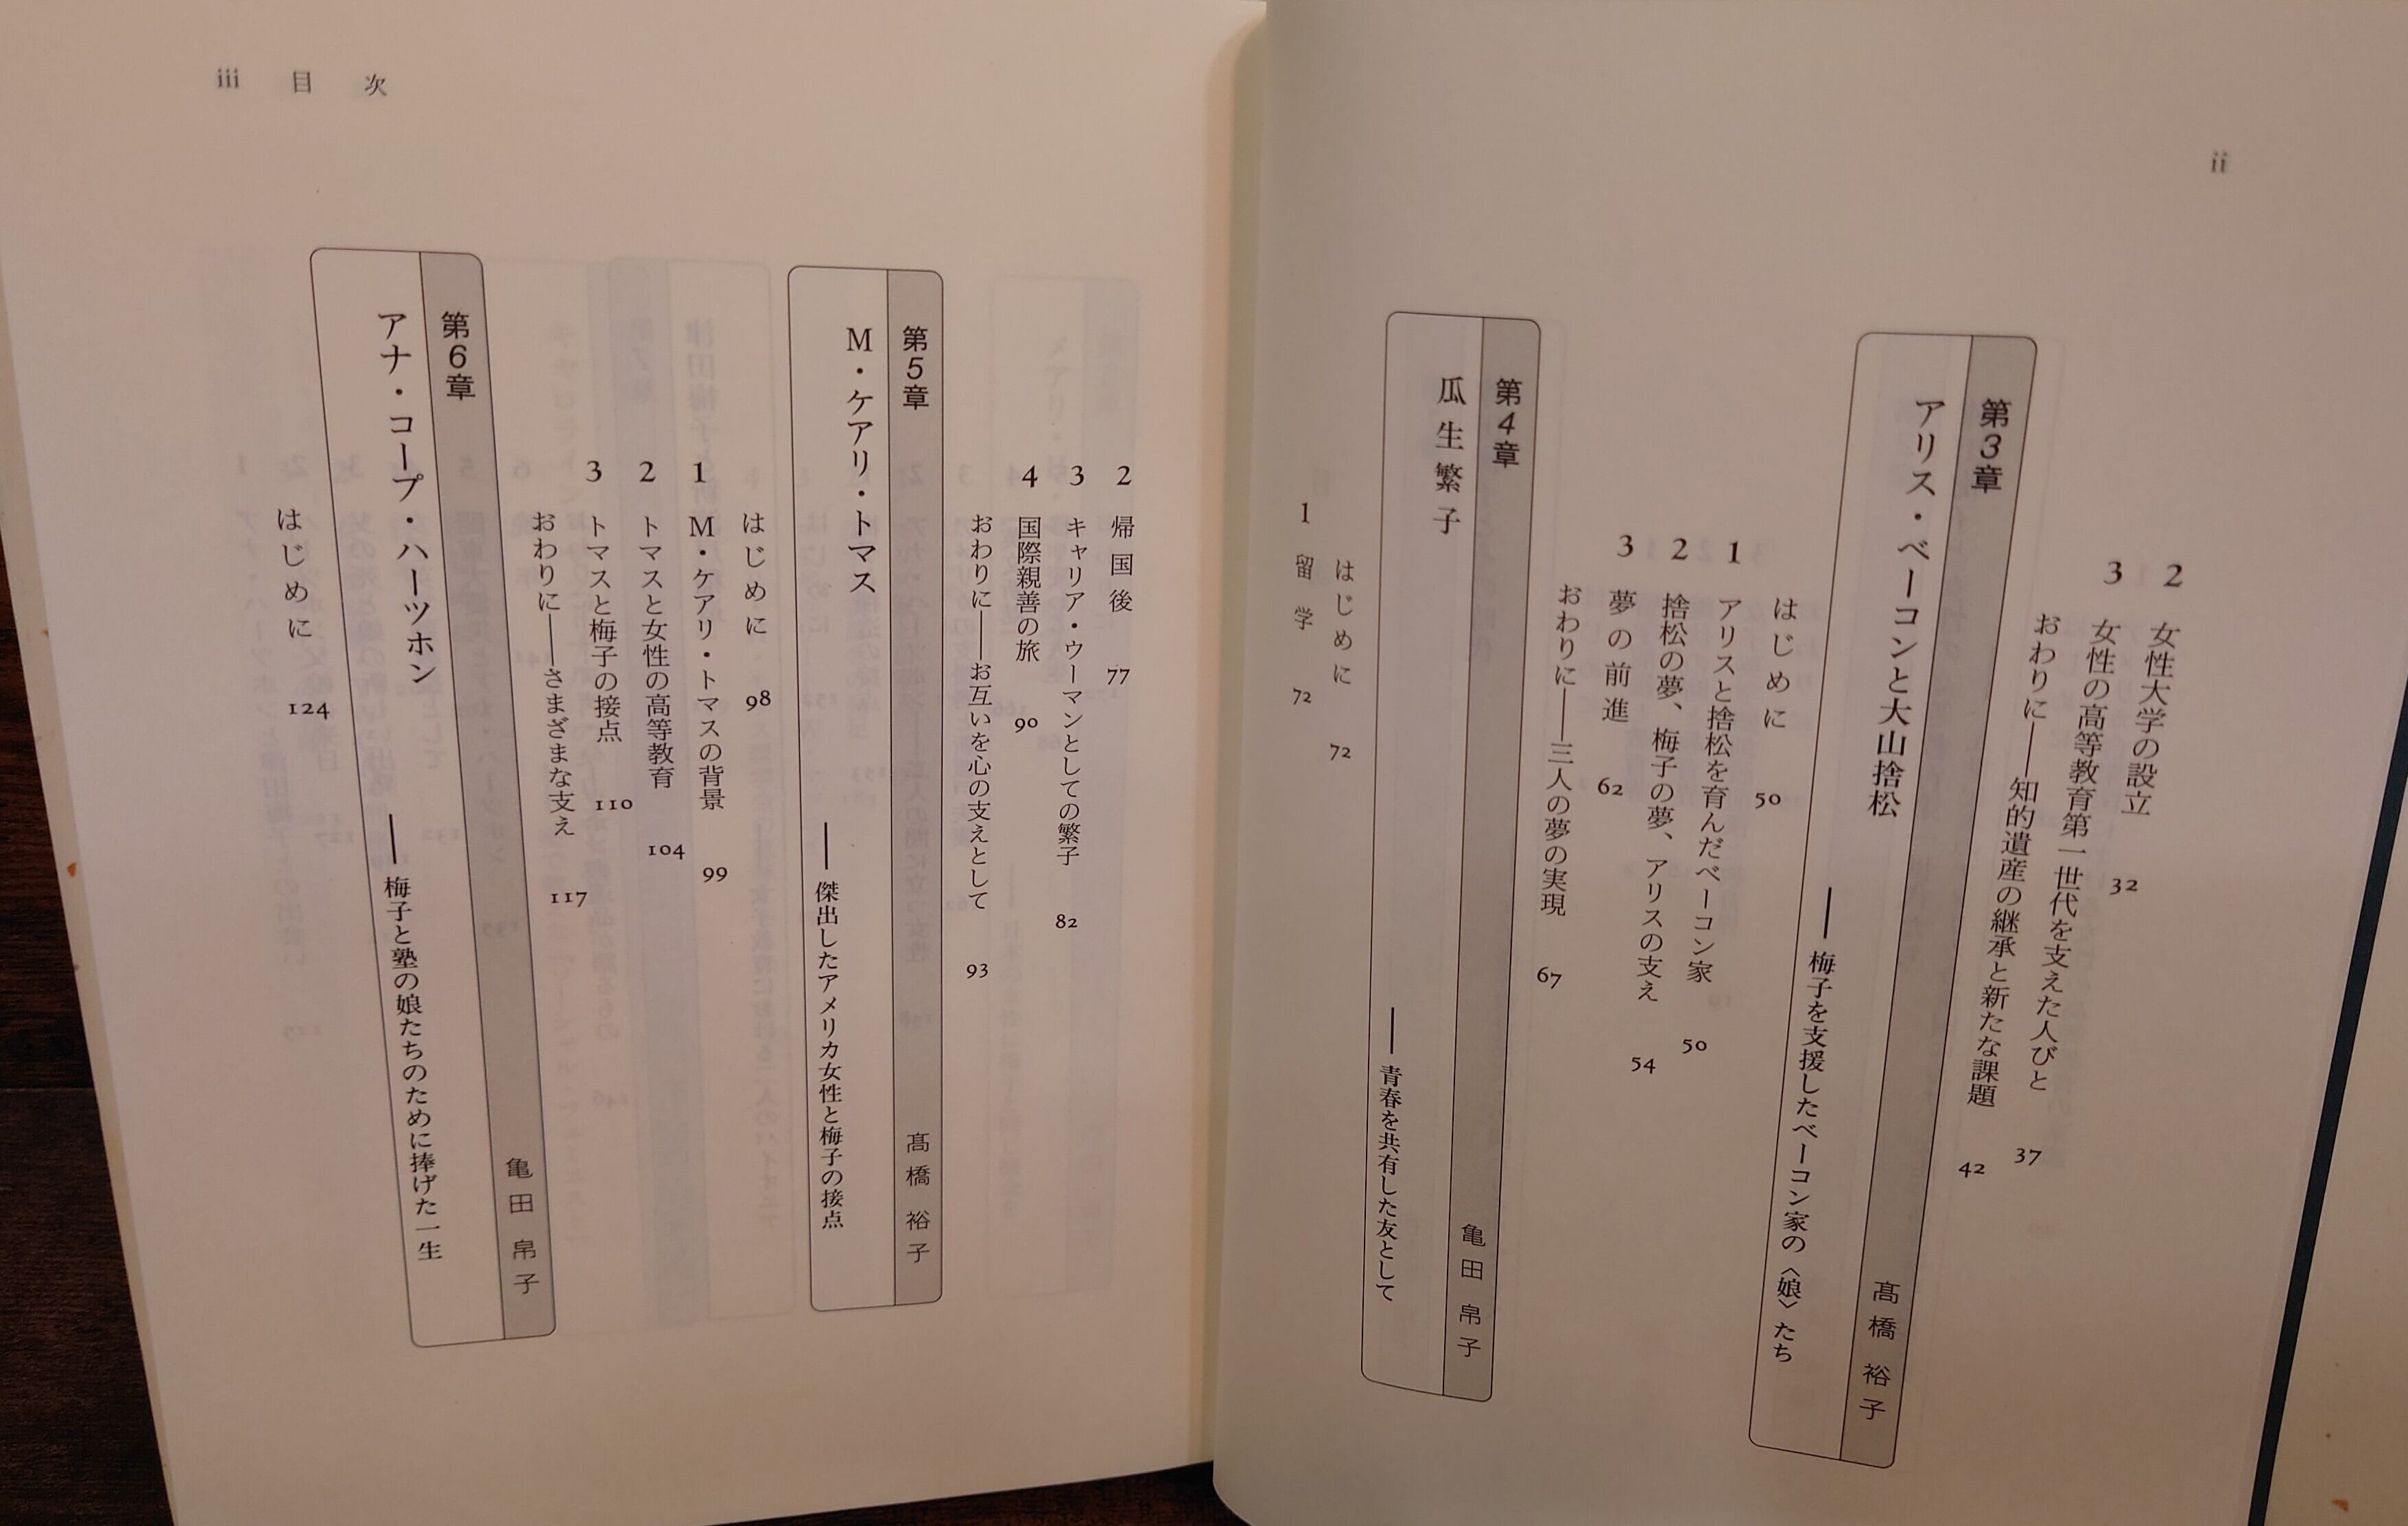 ii
2 女性大学の設立 32
3 女性の高等教育第一世代を支えた人びと 37
おわりに──知的遺産の継承と新たな課題 42
第3章 髙橋裕子
アリス・ベーコンと大山捨松
──梅子を支援したベーコン家の〈娘〉たち
はじめに 50
1 アリスと捨松を育んだベーコン家 50
2 捨松の夢、梅子の夢、アリスの支え 54
3 夢の前進 62
おわりに──三人の夢の実現 67
第4章 亀田帛子
瓜生繁子
──青春を共有した友として
はじめに 72
1 留学 72
iii 目次
2 帰国後 77
3 キャリア・ウーマンとしての繁子 82
4 国際親善の旅 90
おわりに──お互いを心の支えとして 93
第5章 髙橋裕子
M・ケアリ・トマス
──傑出したアメリカ女性と梅子の接点
はじめに 98
1 M・ケアリ・トマスの背景 99
2 トマスと女性の高等教育 104
3 トマスと梅子の接点 110
おわりに──さまざまな支え 117
第6章 亀田帛子
アナ・コープ・ハーツホン
──梅子と塾の娘たちのために捧げた一生
はじめに 124